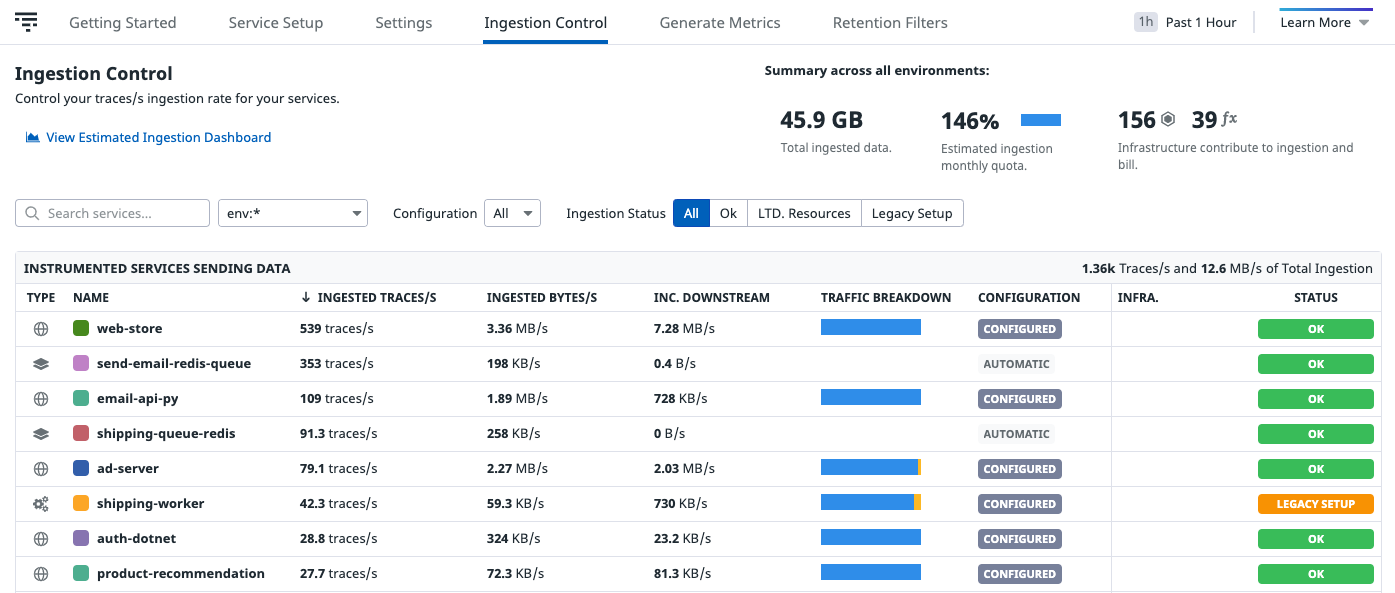 Getting Started Service Setup Settings Ingestion Control Generate Metrics Retention Filters 1h Past 1 Hour Learn More
Ingestion Control
Control your traces/s ingestion rate for your services.
View Estimated Ingestion Dashboard
Summary across all environments:
45.9 GB
Total ingested data.
146%
Estimated ingestion
monthly quota.
156 39 fx
Infrastructure contribute to ingestion and
bill.
Search services... env:* Configuration All Ingestion Status All Ok LTD. Resources Legacy Setup
INSTRUMENTED SERVICES SENDING DATA 1.36k Traces/s and 12.6 MB/s of Total Ingestion
TYPE NAME ↓ INGESTED TRACES/S INGESTED BYTES/S INC. DOWNSTREAM TRAFFIC BREAKDOWN CONFIGURATION INFRA. STATUS
web-store 539 traces/s 3.36 MB/s 7.28 MB/s CONFIGURED OK
send-email-redis-queue 353 traces/s 198 KB/s 0.4 B/s AUTOMATIC OK
email-api-py 109 traces/s 1.89 MB/s 728 KB/s CONFIGURED OK
shipping-queue-redis 91.3 traces/s 258 KB/s 0 B/s AUTOMATIC OK
ad-server 79.1 traces/s 2.27 MB/s 2.03 MB/s CONFIGURED OK
shipping-worker 42.3 traces/s 59.3 KB/s 730 KB/s CONFIGURED LEGACY SETUP
auth-dotnet 28.8 traces/s 324 KB/s 23.2 KB/s CONFIGURED OK
product-recommendation 27.7 traces/s 72.3 KB/s 81.3 KB/s CONFIGURED OK